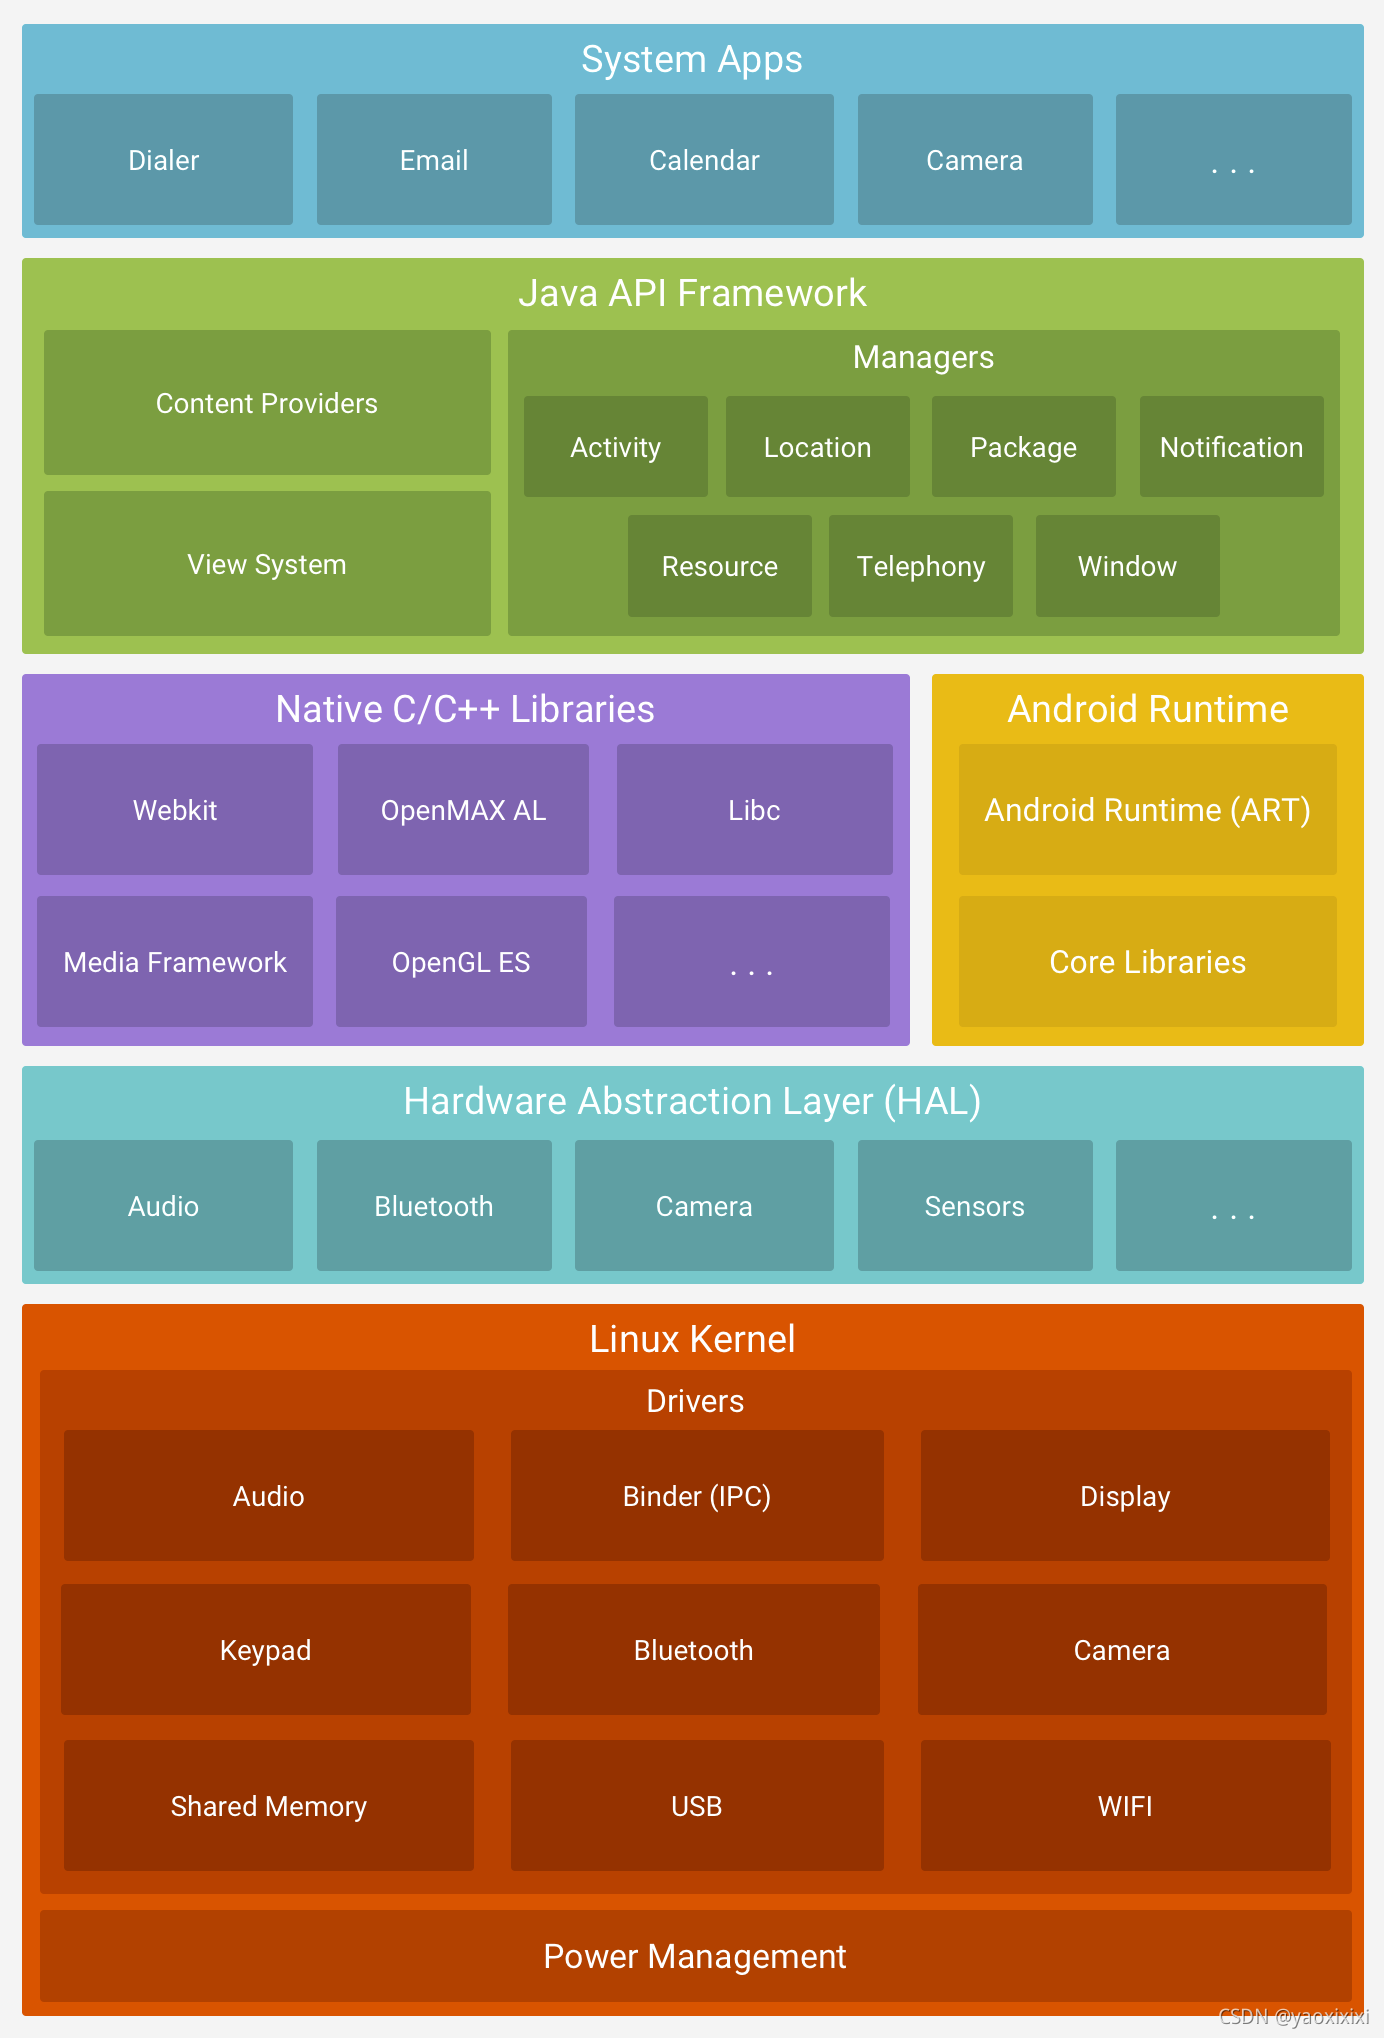 System Apps
Dialer
Email
Calendar
Camera
. . .
Java API Framework
Content Providers
View System
Managers
Activity
Location
Package
Notification
Resource
Telephony
Window
Native C/C++ Libraries
Webkit
OpenMAX AL
Libc
Media Framework
OpenGL ES
. . .
Android Runtime
Android Runtime (ART)
Core Libraries
Hardware Abstraction Layer (HAL)
Audio
Bluetooth
Camera
Sensors
. . .
Linux Kernel
Drivers
Audio
Binder (IPC)
Display
Keypad
Bluetooth
Camera
Shared Memory
USB
WIFI
Power Management
CSDN @yaoxixixi